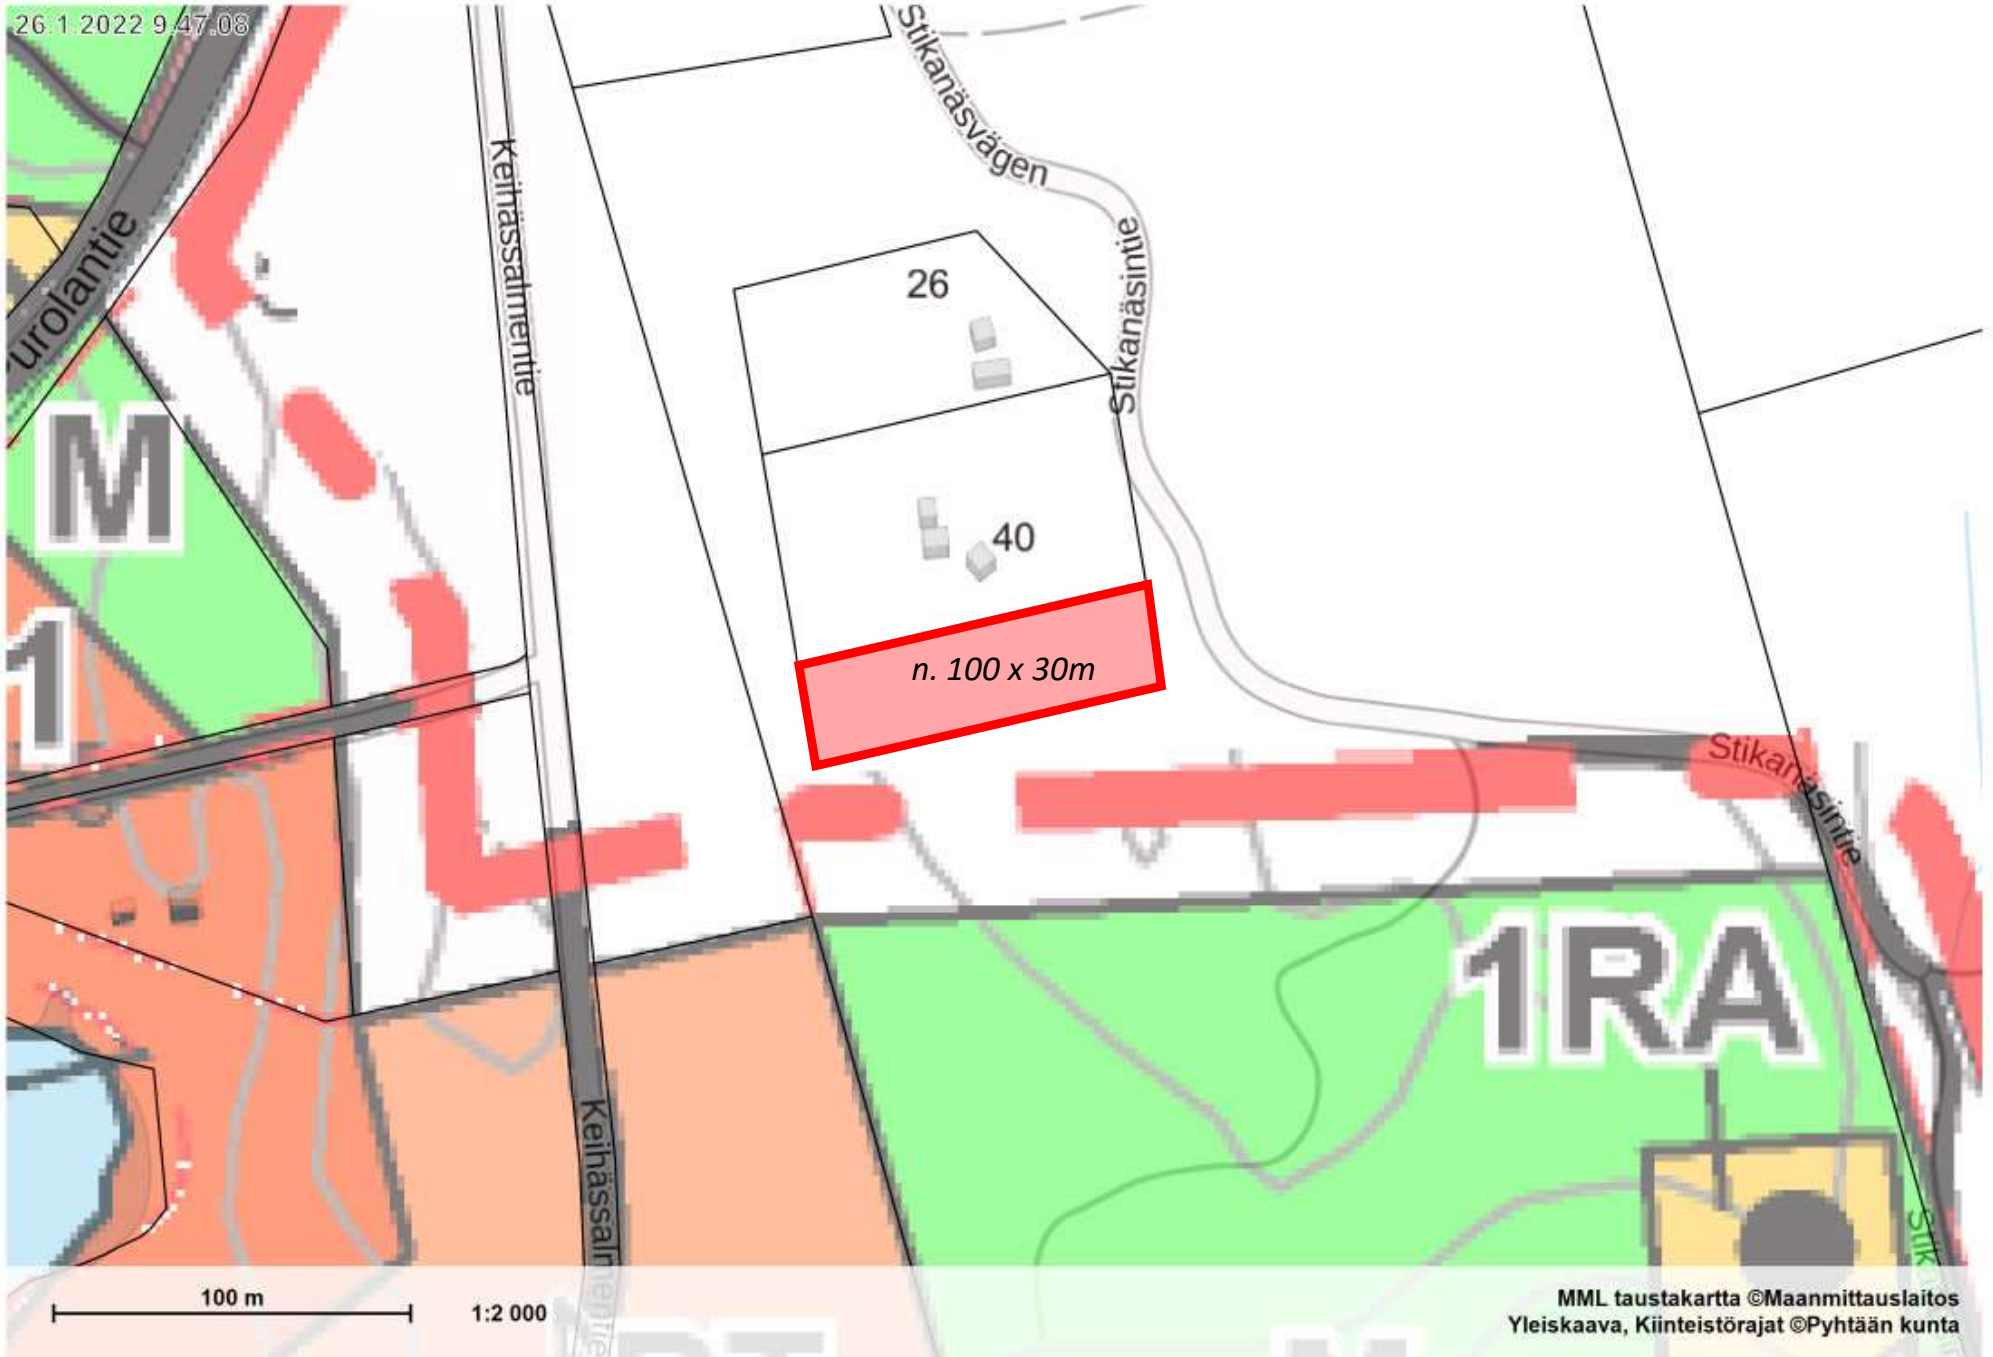 26.1.2022 9.47.08
Stikanäsvägen
Keihässalmentie
Stikanäsintie
urolantie
26
M
40
1
n. 100 x 30m
Stikanäsintie
1RA
Keihässalmentie
Stik
100 m
1:2 000
MML taustakartta ©Maanmittauslaitos
Yleiskaava, Kiinteistörajat ©Pyhtään kunta